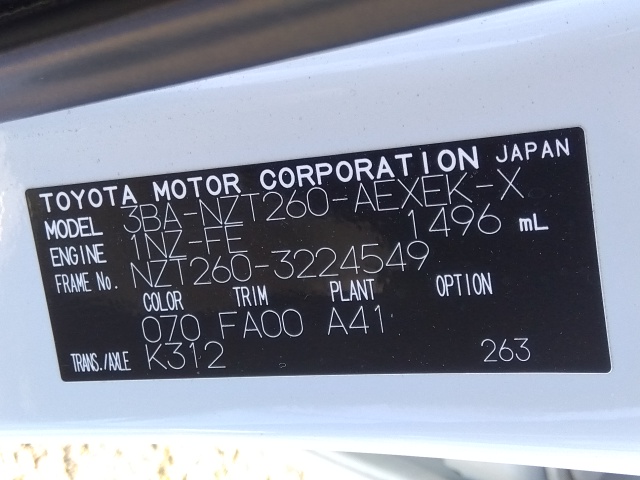 TOYOTA MOTOR CORPORATION JAPAN
MODEL 3BA-NZT260-AEXEK-X
ENGINE 1NZ-FE 1496 mL
FRAME No. NZT260-3224549
COLOR TRIM PLANT OPTION
070 FA00 A41
TRANS./AXLE K312 263